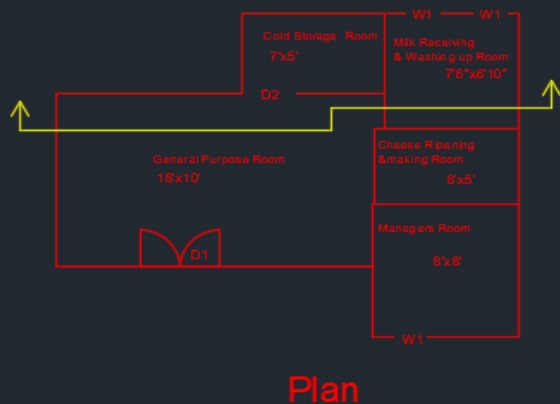 W1
W1
Cold Storage Room
7'x5'
Milk Receiving
& Washing up Room
7'6"x6'10"
D2
Cheese Ripening
&making Room
8'x5'
General Purpose Room
18'x10'
Managers Room
8'x8'
D1
W1
Plan